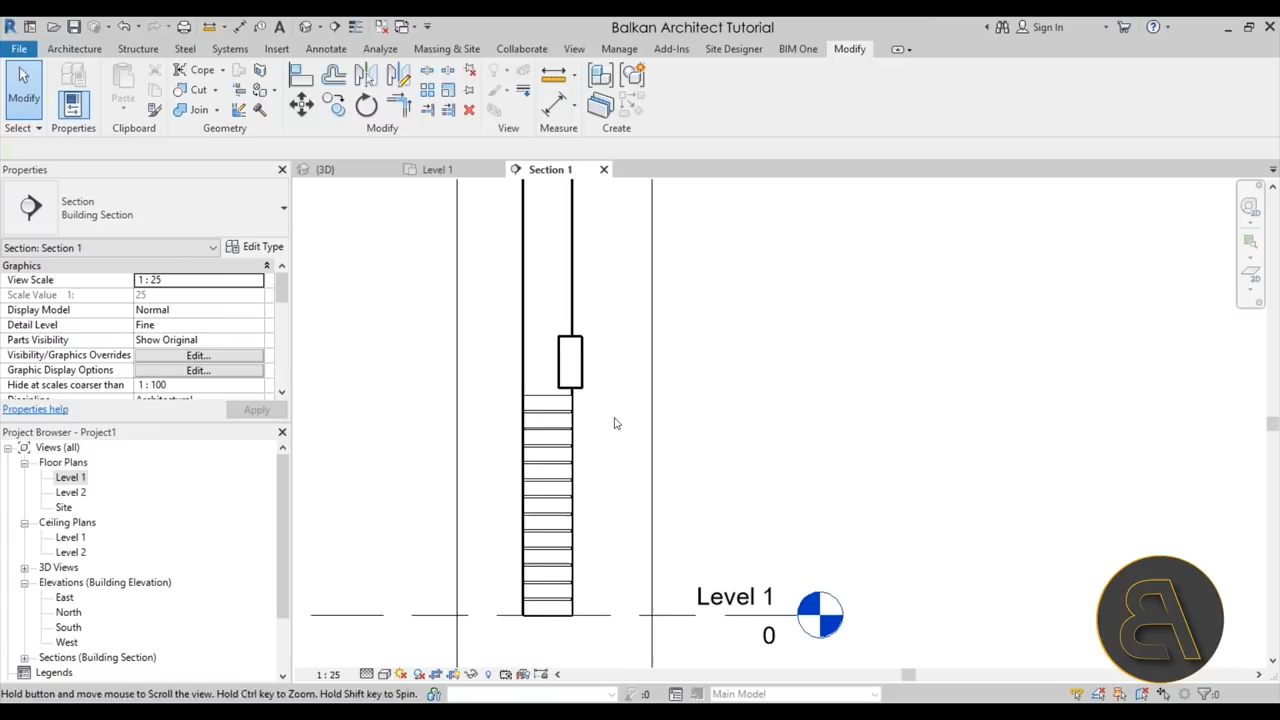 Balkan Architect Tutorial
Sign In
File Architecture Structure Steel Systems Insert Annotate Analyze Massing & Site Collaborate View Manage Add-Ins Site Designer BIM One Modify
Modify Paste Cope Cut Join
Select Properties Clipboard Geometry Modify View Measure Create
Properties
{3D} Level 1 Section 1
Section
Building Section
Section: Section 1 Edit Type
Graphics
View Scale 1 : 25
Scale Value 1: 25
Display Model Normal
Detail Level Fine
Parts Visibility Show Original
Visibility/Graphics Overrides Edit...
Graphic Display Options Edit...
Hide at scales coarser than 1 : 100
Properties help Apply
Project Browser - Project1
Views (all)
Floor Plans
Level 1
Level 2
Site
Ceiling Plans
Level 1
Level 2
3D Views
Elevations (Building Elevation)
East
North
South
West
Sections (Building Section)
Legends
Level 1
0
2D
2D
1 : 25
Hold button and move mouse to Scroll the view. Hold Ctrl key to Zoom. Hold Shift key to Spin. :0 Main Model :0